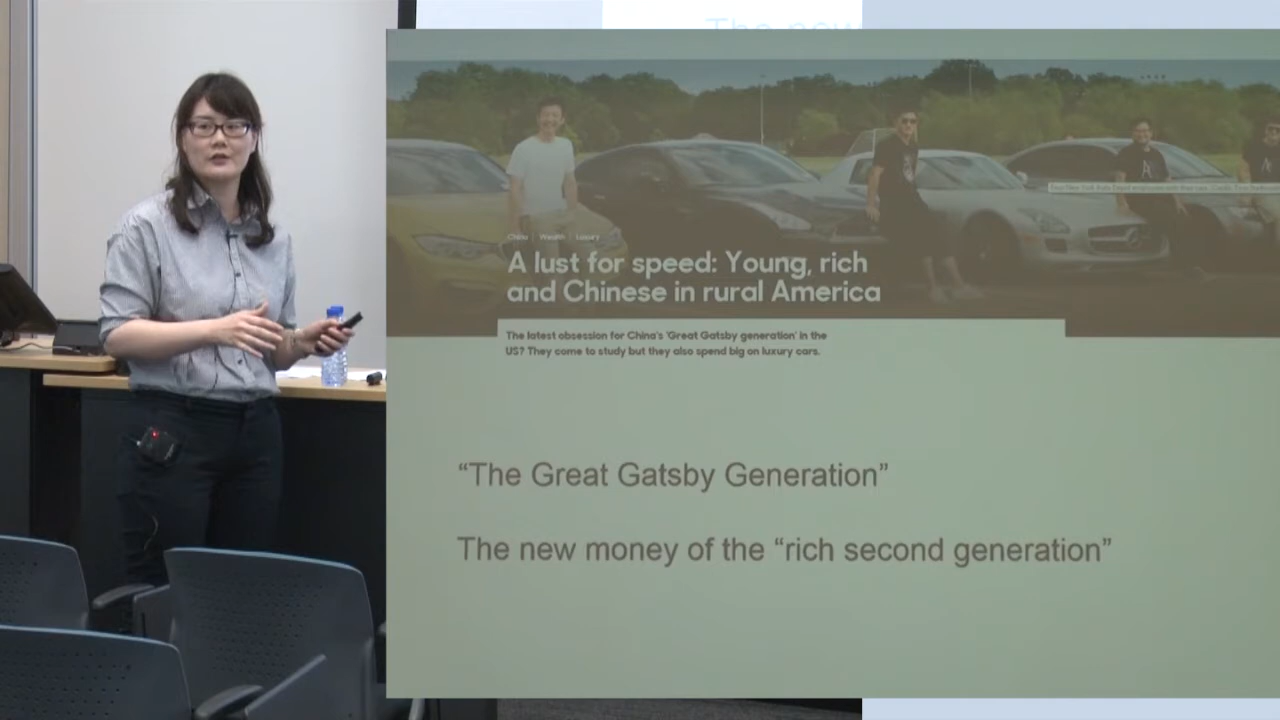 The new
China Wealth Luxury
A lust for speed: Young, rich
and Chinese in rural America
The latest obsession for China's 'Great Gatsby generation' in the
US? They come to study but they also spend big on luxury cars.
“The Great Gatsby Generation”
The new money of the “rich second generation”